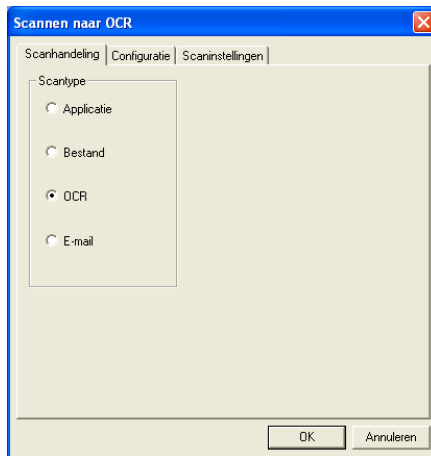 Scannen naar OCR
Scanhandeling Configuratie Scaninstellingen
Scantype
Applicatie
Bestand
OCR
E-mail
OK Annuleren